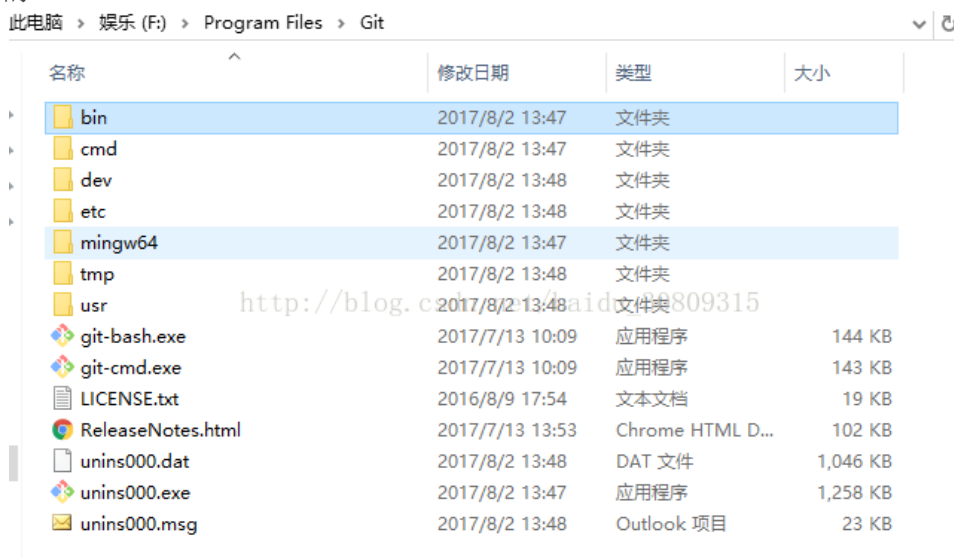 此电脑 > 娱乐 (F:) > Program Files > Git
名称 修改日期 类型 大小
bin 2017/8/2 13:47 文件夹
cmd 2017/8/2 13:47 文件夹
dev 2017/8/2 13:48 文件夹
etc 2017/8/2 13:48 文件夹
mingw64 2017/8/2 13:47 文件夹
tmp 2017/8/2 13:48 文件夹
usr 2017/8/2 13:48 文件夹
git-bash.exe 2017/7/13 10:09 应用程序 144 KB
git-cmd.exe 2017/7/13 10:09 应用程序 143 KB
LICENSE.txt 2016/8/9 17:54 文本文档 19 KB
ReleaseNotes.html 2017/7/13 13:53 Chrome HTML D... 102 KB
unins000.dat 2017/8/2 13:48 DAT 文件 1,046 KB
unins000.exe 2017/8/2 13:47 应用程序 1,258 KB
unins000.msg 2017/8/2 13:48 Outlook 项目 23 KB